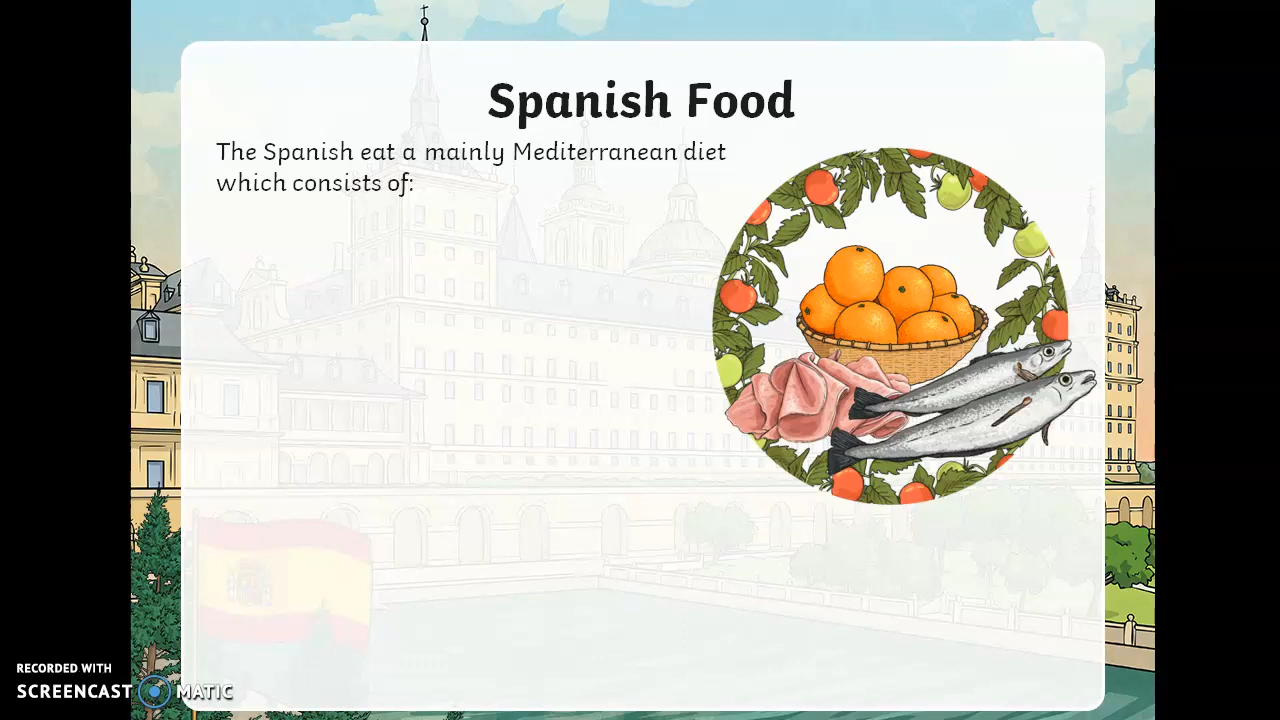 Spanish Food
The Spanish eat a mainly Mediterranean diet
which consists of:
RECORDED WITH
SCREENCAST MATIC